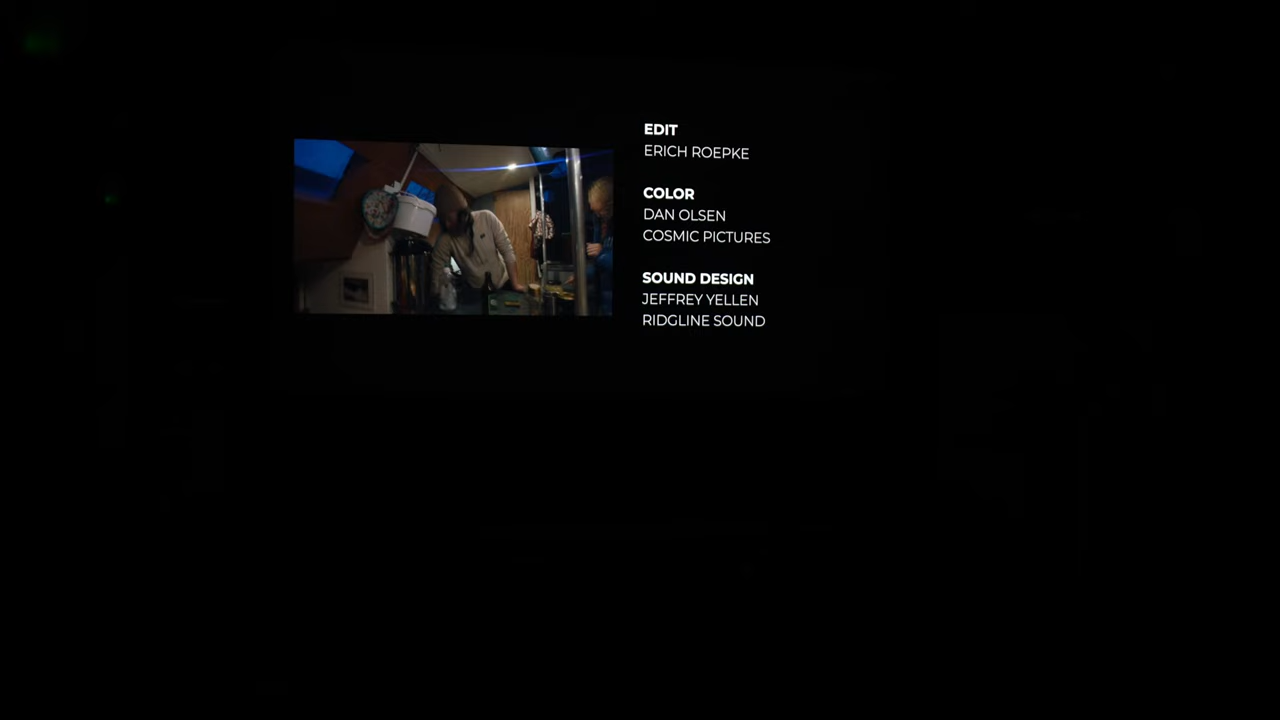 EDIT
ERICH ROEPKE
COLOR
DAN OLSEN
COSMIC PICTURES
SOUND DESIGN
JEFFREY YELLEN
RIDGLINE SOUND